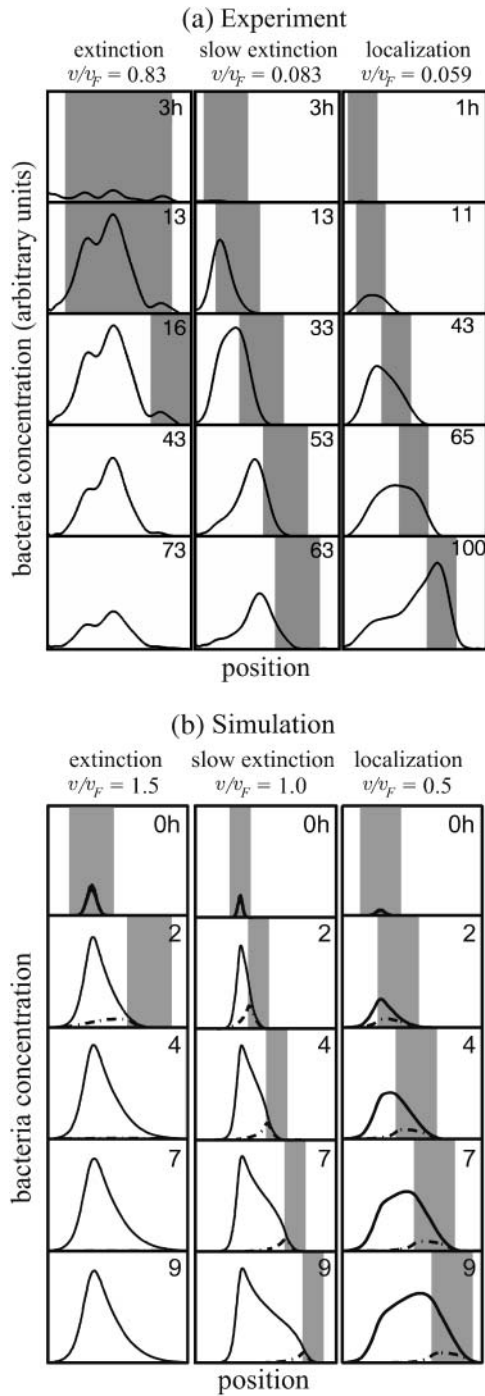 (a) Experiment
extinction slow extinction localization
v/v_F = 0.83 v/v_F = 0.083 v/v_F = 0.059
3h 3h 1h
13 13 11
16 33 43
43 53 65
73 63 100
bacteria concentration (arbitrary units)
position
(b) Simulation
extinction slow extinction localization
v/v_F = 1.5 v/v_F = 1.0 v/v_F = 0.5
0h 0h 0h
2 2 2
4 4 4
7 7 7
9 9 9
bacteria concentration
position